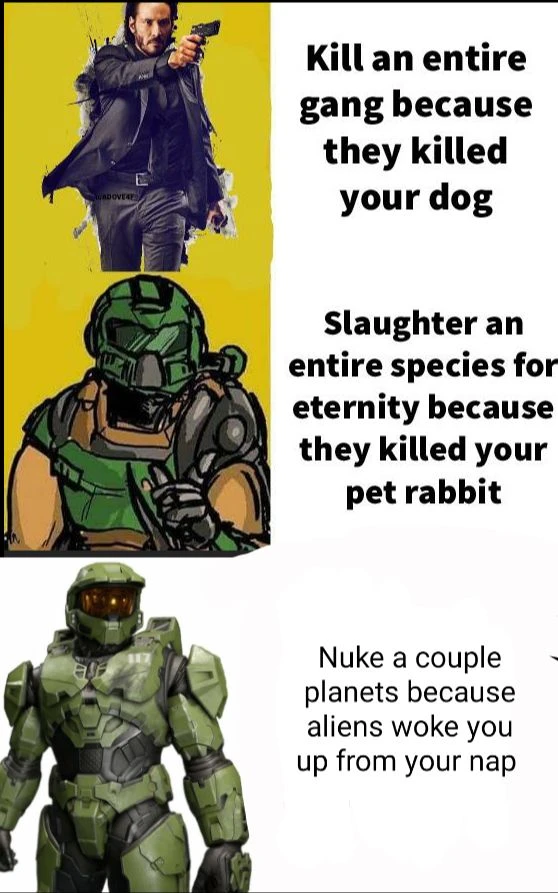 Kill an entire
gang because
they killed
your dog
Slaughter an
entire species for
eternity because
they killed your
pet rabbit
Nuke a couple
planets because
aliens woke you
up from your nap